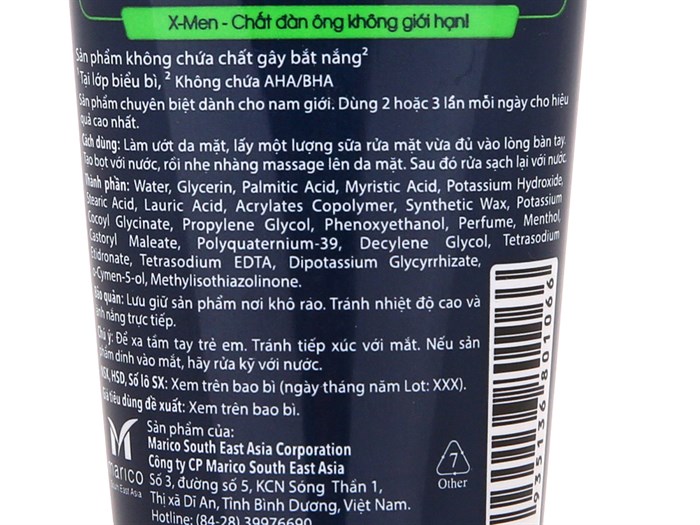 X-Men - Chất đàn ông không giới hạn!
Sản phẩm không chứa chất gây bắt nắng²
¹Tại lớp biểu bì, ² Không chứa AHA/BHA
Sản phẩm chuyên biệt dành cho nam giới. Dùng 2 hoặc 3 lần mỗi ngày cho hiệu
quả cao nhất.
Cách dùng: Làm ướt da mặt, lấy một lượng sữa rửa mặt vừa đủ vào lòng bàn tay.
Tạo bọt với nước, rồi nhẹ nhàng massage lên da mặt. Sau đó rửa sạch lại với nước.
Thành phần: Water, Glycerin, Palmitic Acid, Myristic Acid, Potassium Hydroxide,
Stearic Acid, Lauric Acid, Acrylates Copolymer, Synthetic Wax, Potassium
Cocoyl Glycinate, Propylene Glycol, Phenoxyethanol, Perfume, Menthol,
Castoryl Maleate, Polyquaternium-39, Decylene Glycol, Tetrasodium
Etidronate, Tetrasodium EDTA, Dipotassium Glycyrrhizate,
o-Cymen-5-ol, Methylisothiazolinone.
Bảo quản: Lưu giữ sản phẩm nơi khô ráo. Tránh nhiệt độ cao và
ánh nắng trực tiếp.
Chú ý: Để xa tầm tay trẻ em. Tránh tiếp xúc với mắt. Nếu sản
phẩm dính vào mắt, hãy rửa kỹ với nước.
NSX, HSD, Số lô SX: Xem trên bao bì (ngày tháng năm Lot: XXX).
Giá tiêu dùng đề xuất: Xem trên bao bì.
Sản phẩm của:
Marico South East Asia Corporation
Công ty CP Marico South East Asia
Số 3, đường số 5, KCN Sóng Thần 1,
Thị xã Dĩ An, Tỉnh Bình Dương, Việt Nam.
Hotline: (84-28) 39976690
marico
South East Asia
7
Other
935136801066